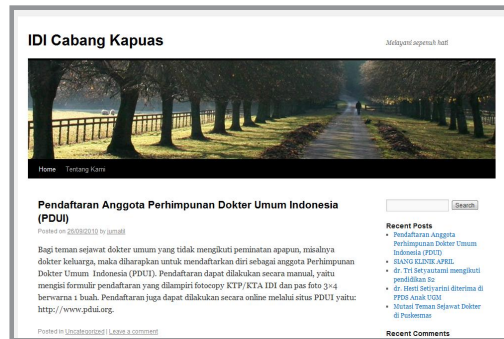 IDI Cabang Kapuas
Melayani sepenuh hati
Home Tentang Kami
Pendaftaran Anggota Perhimpunan Dokter Umum Indonesia
(PDUI)
Posted on 26/09/2010 by jurnalit
Bagi teman sejawat dokter umum yang tidak mengikuti peminatan apapun, misalnya
dokter keluarga, maka diharapkan untuk mendaftarkan diri sebagai anggota Perhimpunan
Dokter Umum Indonesia (PDUI). Pendaftaran dapat dilakukan secara manual, yaitu
mengisi formulir pendaftaran yang dilampiri fotocopy KTP/KTA IDI dan pas foto 3×4
berwarna 1 buah. Pendaftaran juga dapat dilakukan secara online melalui situs PDUI yaitu:
http://www.pdui.org.
Posted in Uncategorized | Leave a comment
Search
Recent Posts
Pendaftaran Anggota
Perhimpunan Dokter Umum
Indonesia (PDUI)
SIANG KLINIK APRIL
dr. Tri Setyautami mengikuti
pendidikan S2
dr. Hesti Setiyarini diterima di
PPDS Anak UGM
Mutasi Teman Sejawat Dokter
di Puskesmas
Recent Comments